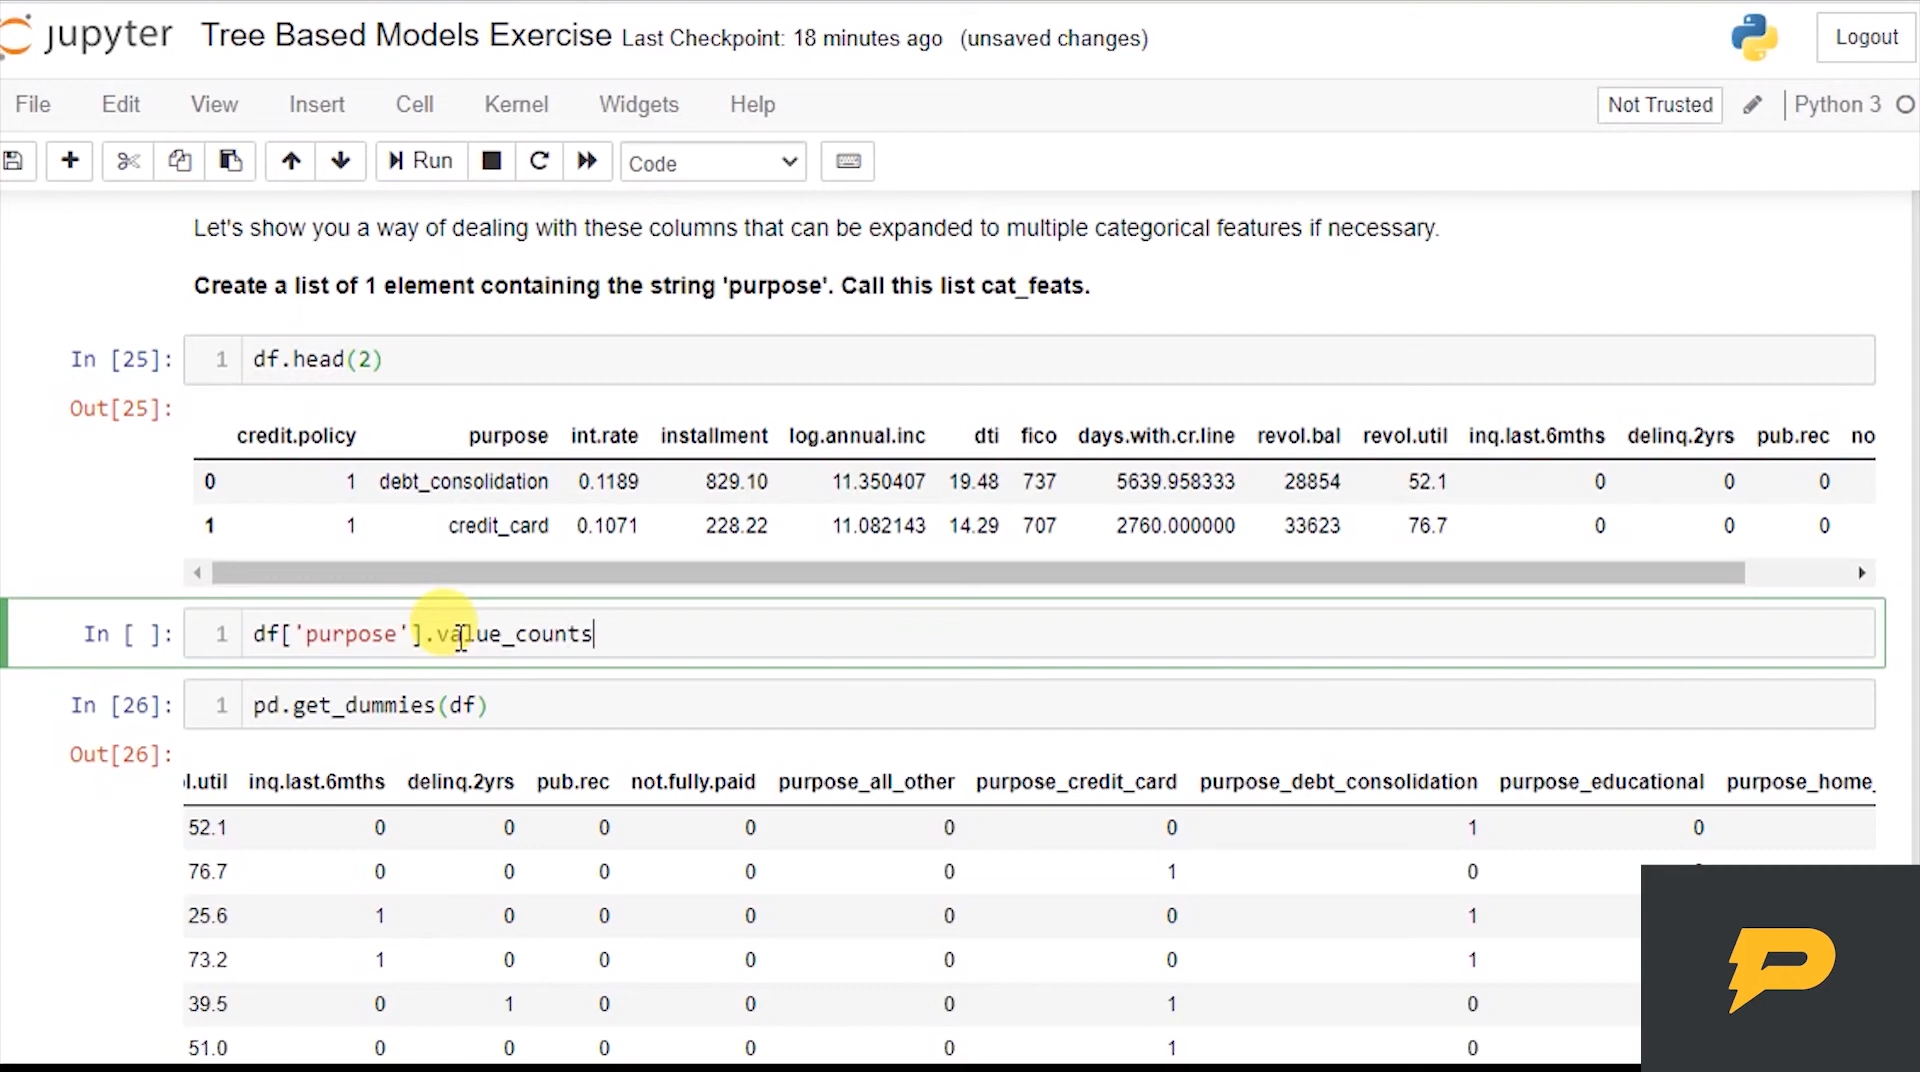 jupyter Tree Based Models Exercise Last Checkpoint: 18 minutes ago (unsaved changes) Logout
File Edit View Insert Cell Kernel Widgets Help Not Trusted Python 3
Run Code
Let's show you a way of dealing with these columns that can be expanded to multiple categorical features if necessary.
Create a list of 1 element containing the string 'purpose'. Call this list cat_feats.
In [25]: 1 df.head(2)
Out[25]:
credit.policy purpose int.rate installment log.annual.inc dti fico days.with.cr.line revol.bal revol.util inq.last.6mths delinq.2yrs pub.rec no
0 1 debt_consolidation 0.1189 829.10 11.350407 19.48 737 5639.958333 28854 52.1 0 0 0
1 1 credit_card 0.1071 228.22 11.082143 14.29 707 2760.000000 33623 76.7 0 0 0
In [ ]: 1 df['purpose'].value_counts
In [26]: 1 pd.get_dummies(df)
Out[26]:
l.util inq.last.6mths delinq.2yrs pub.rec not.fully.paid purpose_all_other purpose_credit_card purpose_debt_consolidation purpose_educational purpose_home_
52.1 0 0 0 0 0 0 1 0
76.7 0 0 0 0 0 1 0
25.6 1 0 0 0 0 0 1
73.2 1 0 0 0 0 0 1
39.5 0 1 0 0 0 1 0
51.0 0 0 0 0 0 1 0